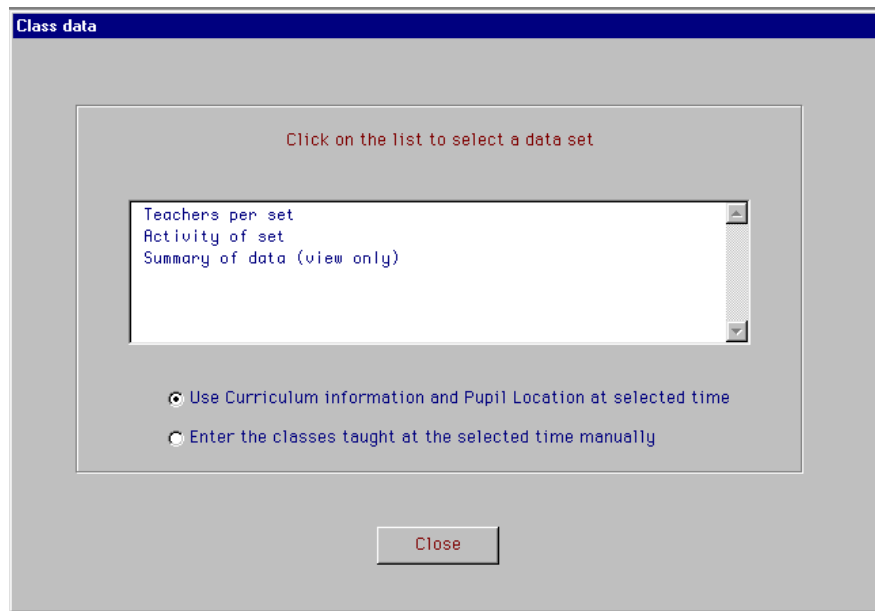 Class data
Click on the list to select a data set
Teachers per set
Activity of set
Summary of data (view only)
Use Curriculum information and Pupil Location at selected time
Enter the classes taught at the selected time manually
Close